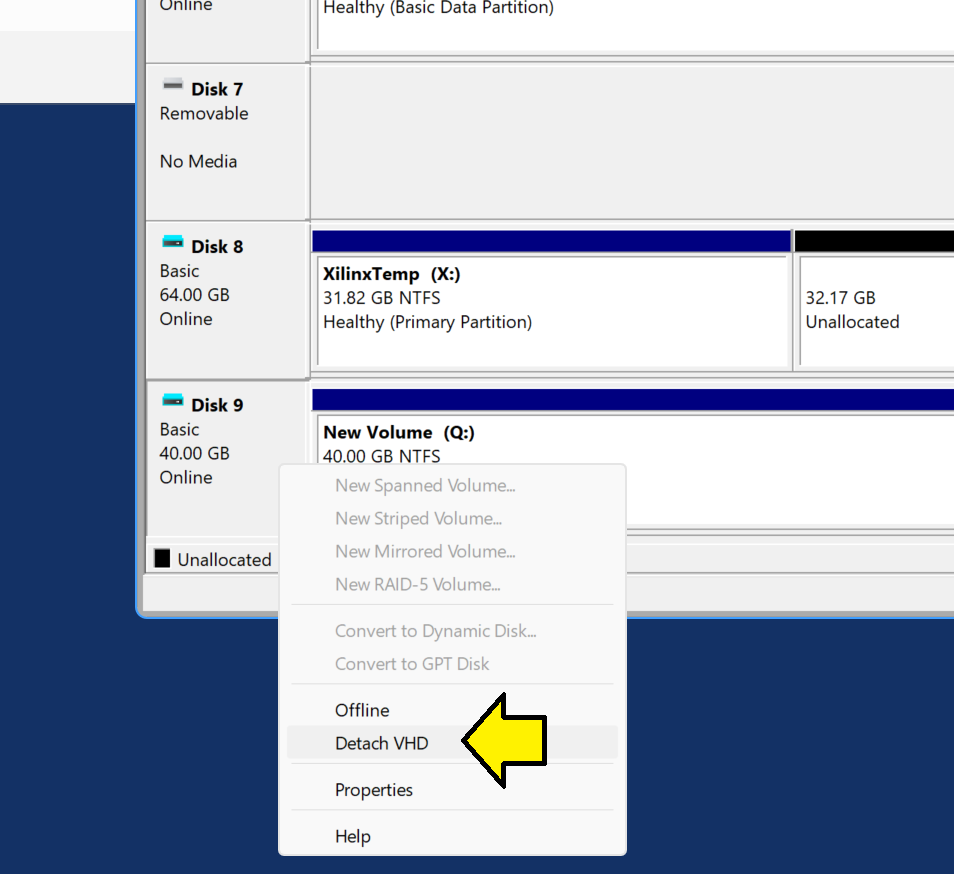 Online
Healthy (Basic Data Partition)
Disk 7
Removable
No Media
Disk 8
Basic
64.00 GB
Online
XilinxTemp (X:)
31.82 GB NTFS
Healthy (Primary Partition)
32.17 GB
Unallocated
Disk 9
Basic
40.00 GB
Online
New Volume (Q:)
40.00 GB NTFS
Unallocated
New Spanned Volume...
New Striped Volume...
New Mirrored Volume...
New RAID-5 Volume...
Convert to Dynamic Disk...
Convert to GPT Disk
Offline
Detach VHD
Properties
Help